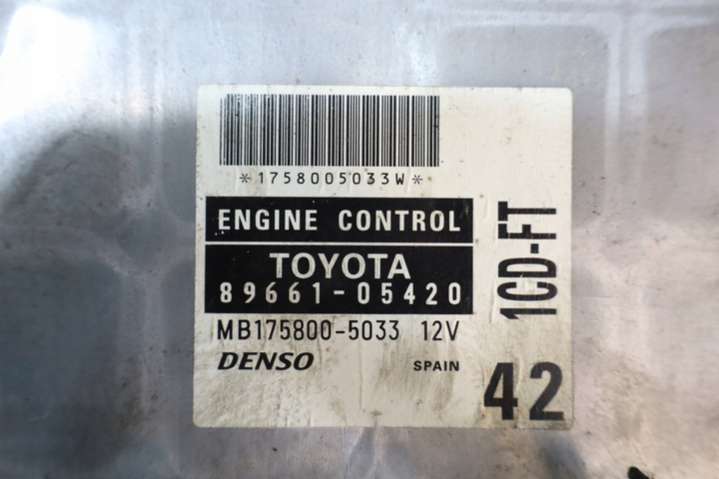 *1758005033W*
ENGINE CONTROL
TOYOTA
89661-05420
MB175800-5033 12V
DENSO SPAIN
1CD-FT
42